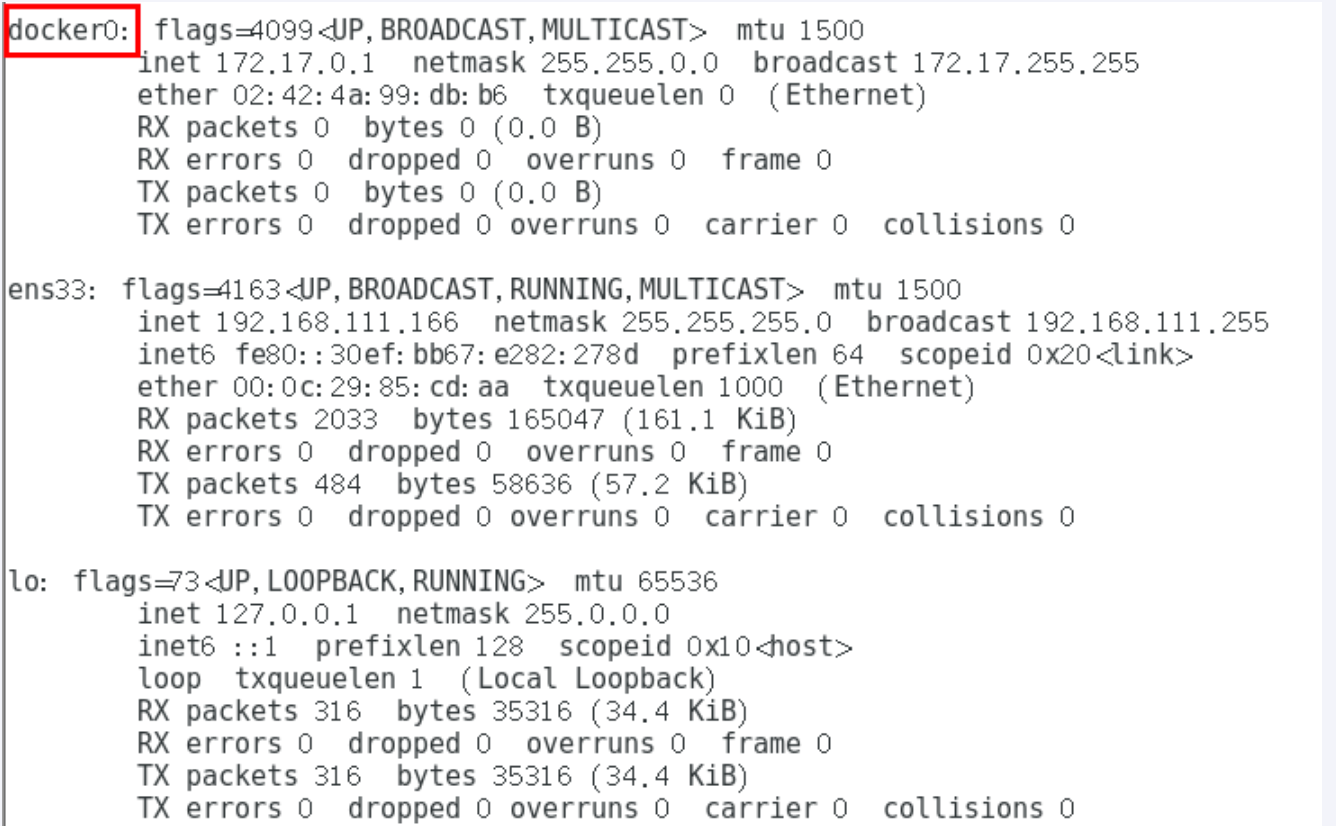 docker0: flags=4099<UP,BROADCAST,MULTICAST>  mtu 1500
        inet 172.17.0.1  netmask 255.255.0.0  broadcast 172.17.255.255
        ether 02:42:4a:99:db:b6  txqueuelen 0  (Ethernet)
        RX packets 0  bytes 0 (0.0 B)
        RX errors 0  dropped 0  overruns 0  frame 0
        TX packets 0  bytes 0 (0.0 B)
        TX errors 0  dropped 0 overruns 0  carrier 0  collisions 0

ens33: flags=4163<UP,BROADCAST,RUNNING,MULTICAST>  mtu 1500
        inet 192.168.111.166  netmask 255.255.255.0  broadcast 192.168.111.255
        inet6 fe80::30ef:bb67:e282:278d  prefixlen 64  scopeid 0x20<link>
        ether 00:0c:29:85:cd:aa  txqueuelen 1000  (Ethernet)
        RX packets 2033  bytes 165047 (161.1 KiB)
        RX errors 0  dropped 0  overruns 0  frame 0
        TX packets 484  bytes 58636 (57.2 KiB)
        TX errors 0  dropped 0 overruns 0  carrier 0  collisions 0

lo: flags=73<UP,LOOPBACK,RUNNING>  mtu 65536
        inet 127.0.0.1  netmask 255.0.0.0
        inet6 ::1  prefixlen 128  scopeid 0x10<host>
        loop  txqueuelen 1  (Local Loopback)
        RX packets 316  bytes 35316 (34.4 KiB)
        RX errors 0  dropped 0  overruns 0  frame 0
        TX packets 316  bytes 35316 (34.4 KiB)
        TX errors 0  dropped 0 overruns 0  carrier 0  collisions 0